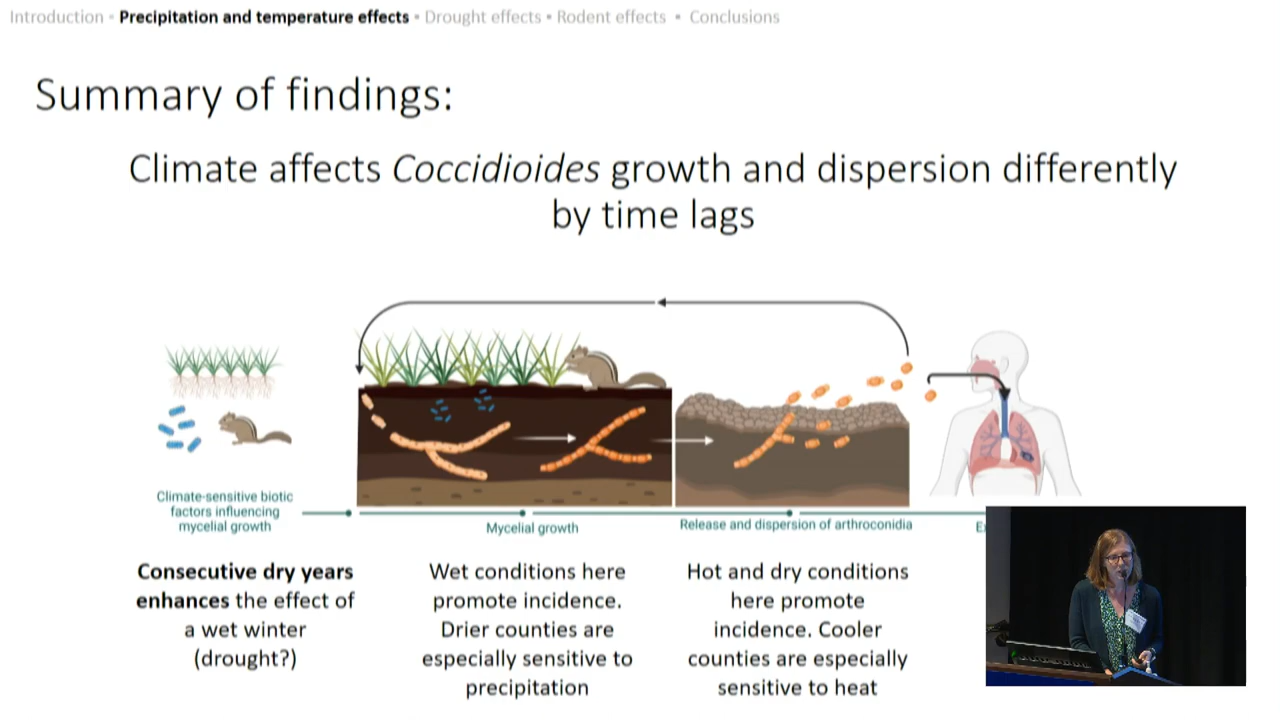 Introduction • Precipitation and temperature effects • Drought effects • Rodent effects • Conclusions
Summary of findings:
Climate affects Coccidioides growth and dispersion differently
by time lags
Climate-sensitive biotic
factors influencing
mycelial growth
Mycelial growth
Release and dispersion of arthroconidia
Consecutive dry years
enhances the effect of
a wet winter
(drought?)
Wet conditions here
promote incidence.
Drier counties are
especially sensitive to
precipitation
Hot and dry conditions
here promote
incidence. Cooler
counties are especially
sensitive to heat